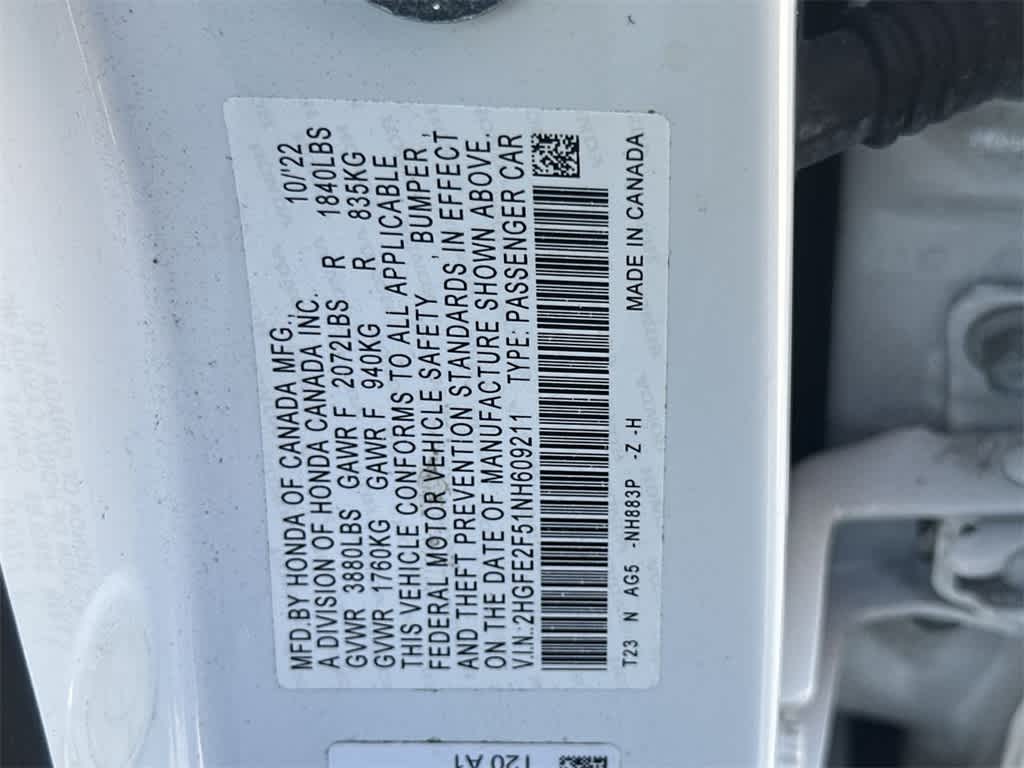 MFD.BY HONDA OF CANADA MFG., 10/'22
A DIVISION OF HONDA CANADA INC.
GVWR 3880LBS GAWR F 2072LBS R 1840LBS
GWWR 1760KG GAWR F 940KG R 835KG
THIS VEHICLE CONFORMS TO ALL APPLICABLE
FEDERAL MOTOR VEHICLE SAFETY , BUMPER,
AND THEFT PREVENTION STANDARDS IN EFFECT
ON THE DATE OF MANUFACTURE SHOWN ABOVE.
V.I.N.:2HGFE2F51NH609211 TYPE: PASSENGER CAR
T23 N AG5 -NH883P -Z -H MADE IN CANADA